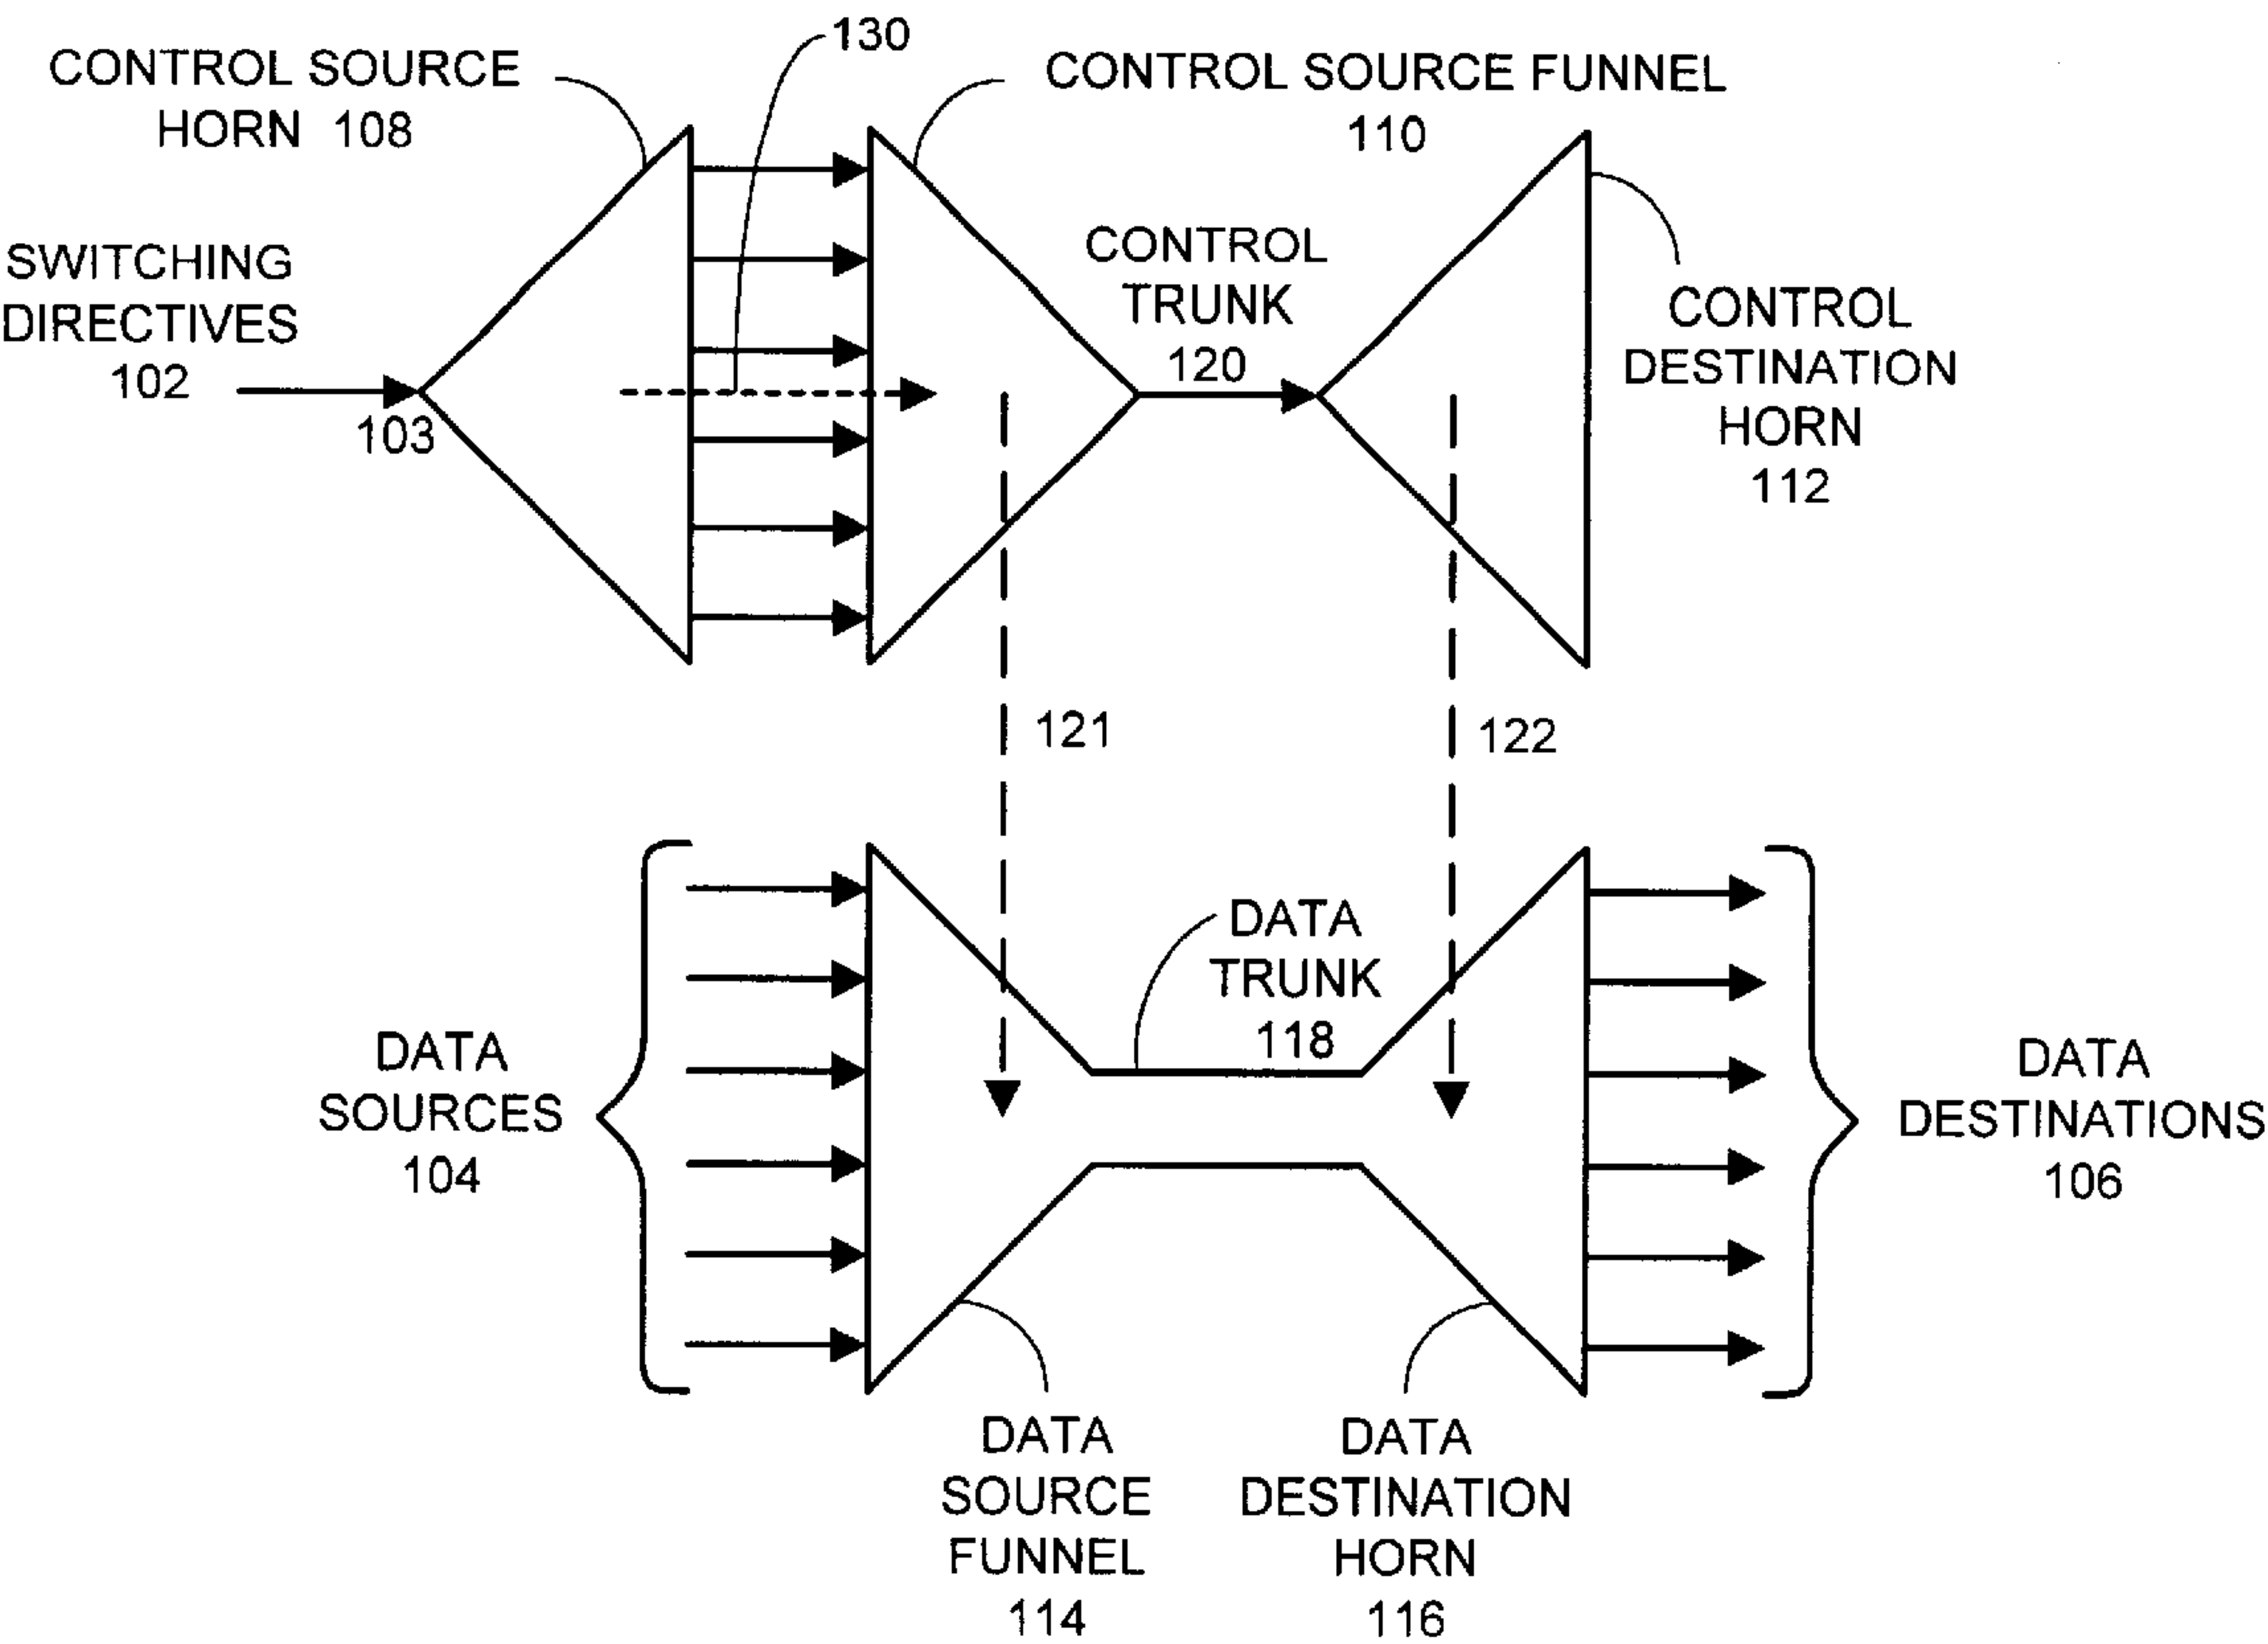 130
CONTROL SOURCE
HORN 108
CONTROL SOURCE FUNNEL
110
SWITCHING
DIRECTIVES
102
103
CONTROL
TRUNK
120
CONTROL
DESTINATION
HORN
112
121
122
DATA
TRUNK
118
DATA
SOURCES
104
DATA
DESTINATIONS
106
DATA
SOURCE
FUNNEL
114
DATA
DESTINATION
HORN
116